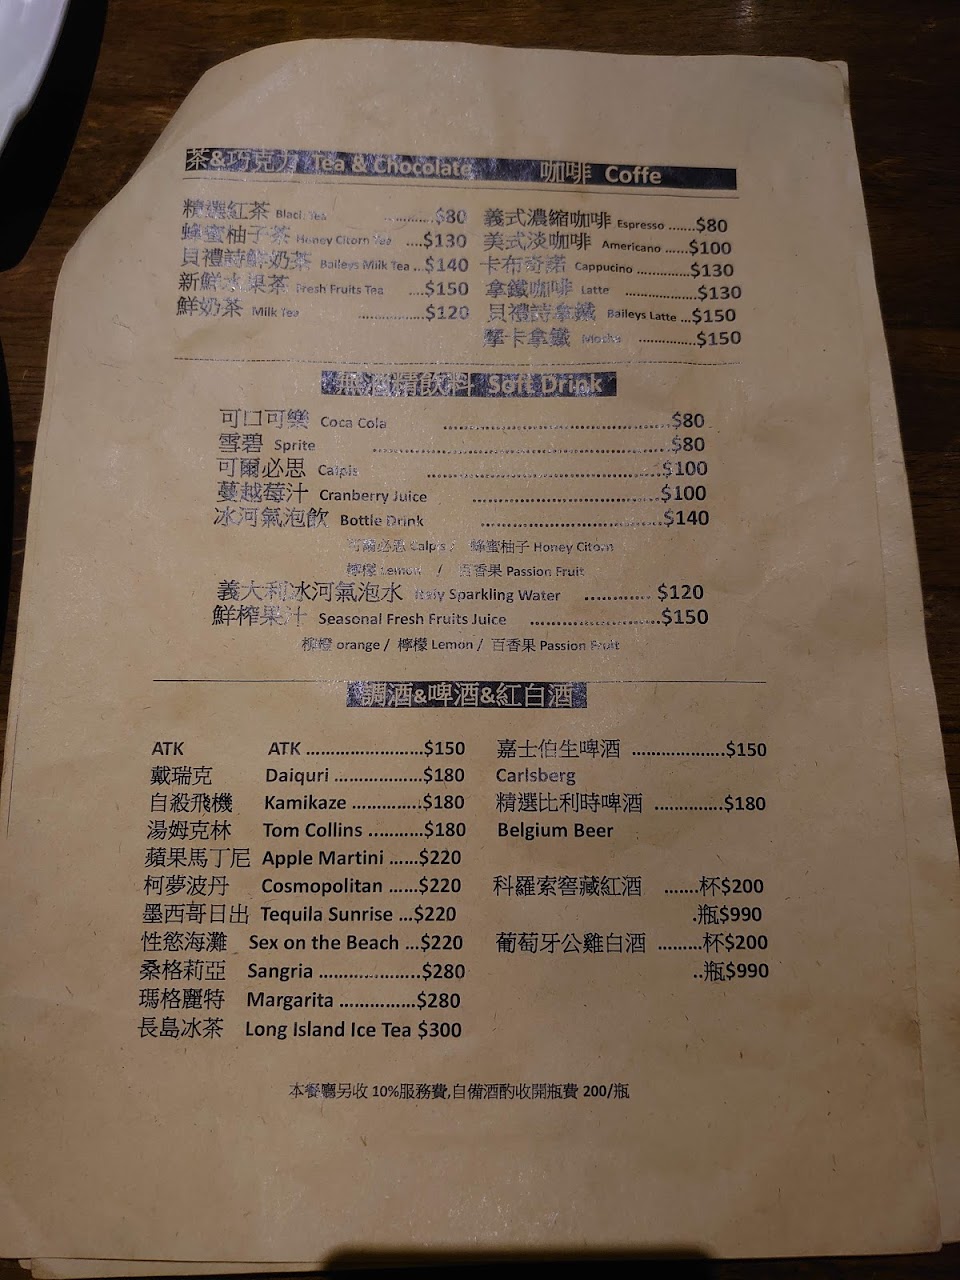 茶&巧克力 Tea & Chocolate
精選紅茶 Black Tea ............$80
蜂蜜柚子茶 Honey Citorn Tea ....$130
貝禮詩鮮奶茶 Baileys Milk Tea ...$140
新鮮水果茶 Fresh Fruits Tea ....$150
鮮奶茶 Milk Tea ................$120
咖啡 Coffe
義式濃縮咖啡 Espresso .......$80
美式淡咖啡 Americano ......$100
卡布奇諾 Cappucino .............$130
拿鐵咖啡 Latte .................$130
貝禮詩拿鐵 Baileys Latte ...$150
摩卡拿鐵 Mocha ................$150
無酒精飲料 Soft Drink
可口可樂 Coca Cola ........................................$80
雪碧 Sprite ........................................$80
可爾必思 Calpis ........................................$100
蔓越莓汁 Cranberry Juice ................................$100
冰河氣泡飲 Bottle Drink ................................$140
可爾必思 Calpis / 蜂蜜柚子 Honey Citorn
檸檬 Lemon / 百香果 Passion Fruit
義大利冰河氣泡水 Italy Sparkling Water ............ $120
鮮榨果汁 Seasonal Fresh Fruits Juice ........................$150
柳橙 orange / 檸檬 Lemon / 百香果 Passion Fruit
調酒&啤酒&紅白酒
ATK ATK ........................$150
戴瑞克 Daiquri ..................$180
自殺飛機 Kamikaze ..............$180
湯姆克林 Tom Collins ...........$180
蘋果馬丁尼 Apple Martini ......$220
柯夢波丹 Cosmopolitan .....$220
墨西哥日出 Tequila Sunrise ...$220
性慾海灘 Sex on the Beach ...$220
桑格莉亞 Sangria .....................$280
瑪格麗特 Margarita ...............$280
長島冰茶 Long Island Ice Tea $300
嘉士伯生啤酒 ...................$150
Carlsberg
精選比利時啤酒 ..............$180
Belgium Beer
科羅索窖藏紅酒 .......杯$200
.瓶$990
葡萄牙公雞白酒 .........杯$200
..瓶$990
本餐廳另收 10%服務費,自備酒酌收開瓶費 200/瓶